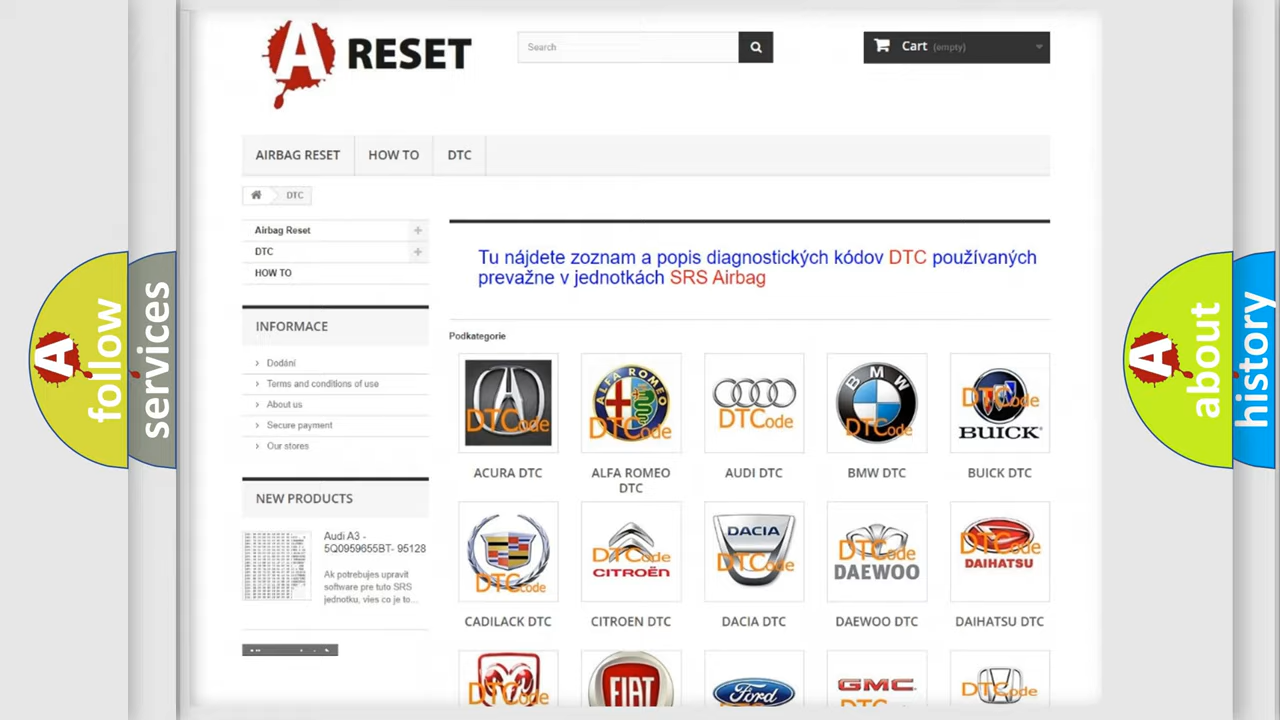 A RESET
Search
Cart (empty)
AIRBAG RESET
HOW TO
DTC
DTC
Airbag Reset
DTC
HOW TO
INFORMACE
Dodání
Terms and conditions of use
About us
Secure payment
Our stores
NEW PRODUCTS
Audi A3 -
5Q0959655BT- 95128
Ak potrebujes upravit
software pre tuto SRS
jednotku, vies co je to...
Tu nájdete zoznam a popis diagnostických kódov DTC používaných
prevažne v jednotkách SRS Airbag
Podkategorie
DTCode
ALFA ROMEO
DTCode
DTCode
BMW
DTCode
DTCode
BUICK
ACURA DTC
ALFA ROMEO
DTC
AUDI DTC
BMW DTC
BUICK DTC
DTCode
DTCode
CITROËN
DACIA
DTCode
DTCode
DAEWOO
DTCode
DAIHATSU
CADILACK DTC
CITROEN DTC
DACIA DTC
DAEWOO DTC
DAIHATSU DTC
DTCode
FIAT
Ford
GMC
DTCode
A
follow
services
A
about
history